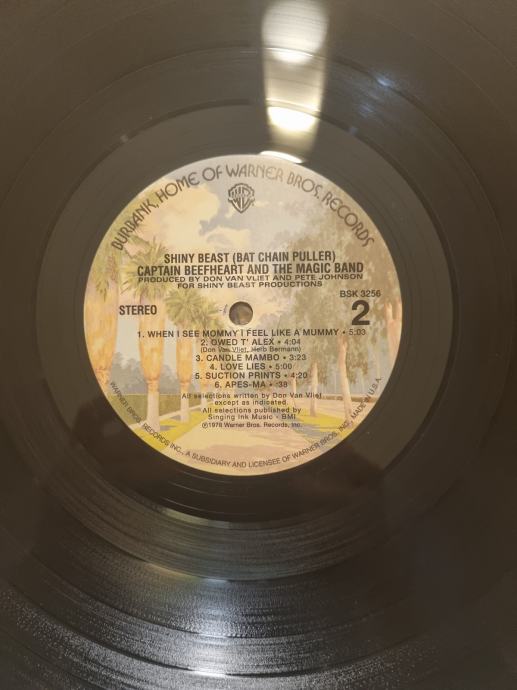 BURBANK, HOME OF WARNER BROS. RECORDS
SHINY BEAST (BAT CHAIN PULLER)
CAPTAIN BEEFHEART AND THE MAGIC BAND
PRODUCED BY DON VAN VLIET AND PETE JOHNSON
FOR SHINY BEAST PRODUCTIONS
BSK 3256
STEREO
2
1. WHEN I SEE MOMMY I FEEL LIKE A MUMMY • 5:03
2. OWED T' ALEX • 4:04
(Don Van Vliet, Herb Bermann)
3. CANDLE MAMBO • 3:23
4. LOVE LIES • 5:00
5. SUCTION PRINTS • 4:20
6. APES-MA • :38
All selections written by Don Van Vliet
except as indicated.
All selections published by
Singing Ink Music - BMI
℗1978 Warner Bros. Records, Inc.
WARNER BROS. RECORDS INC., A SUBSIDIARY AND LICENSEE OF WARNER BROS. INC., MADE IN U.S.A.